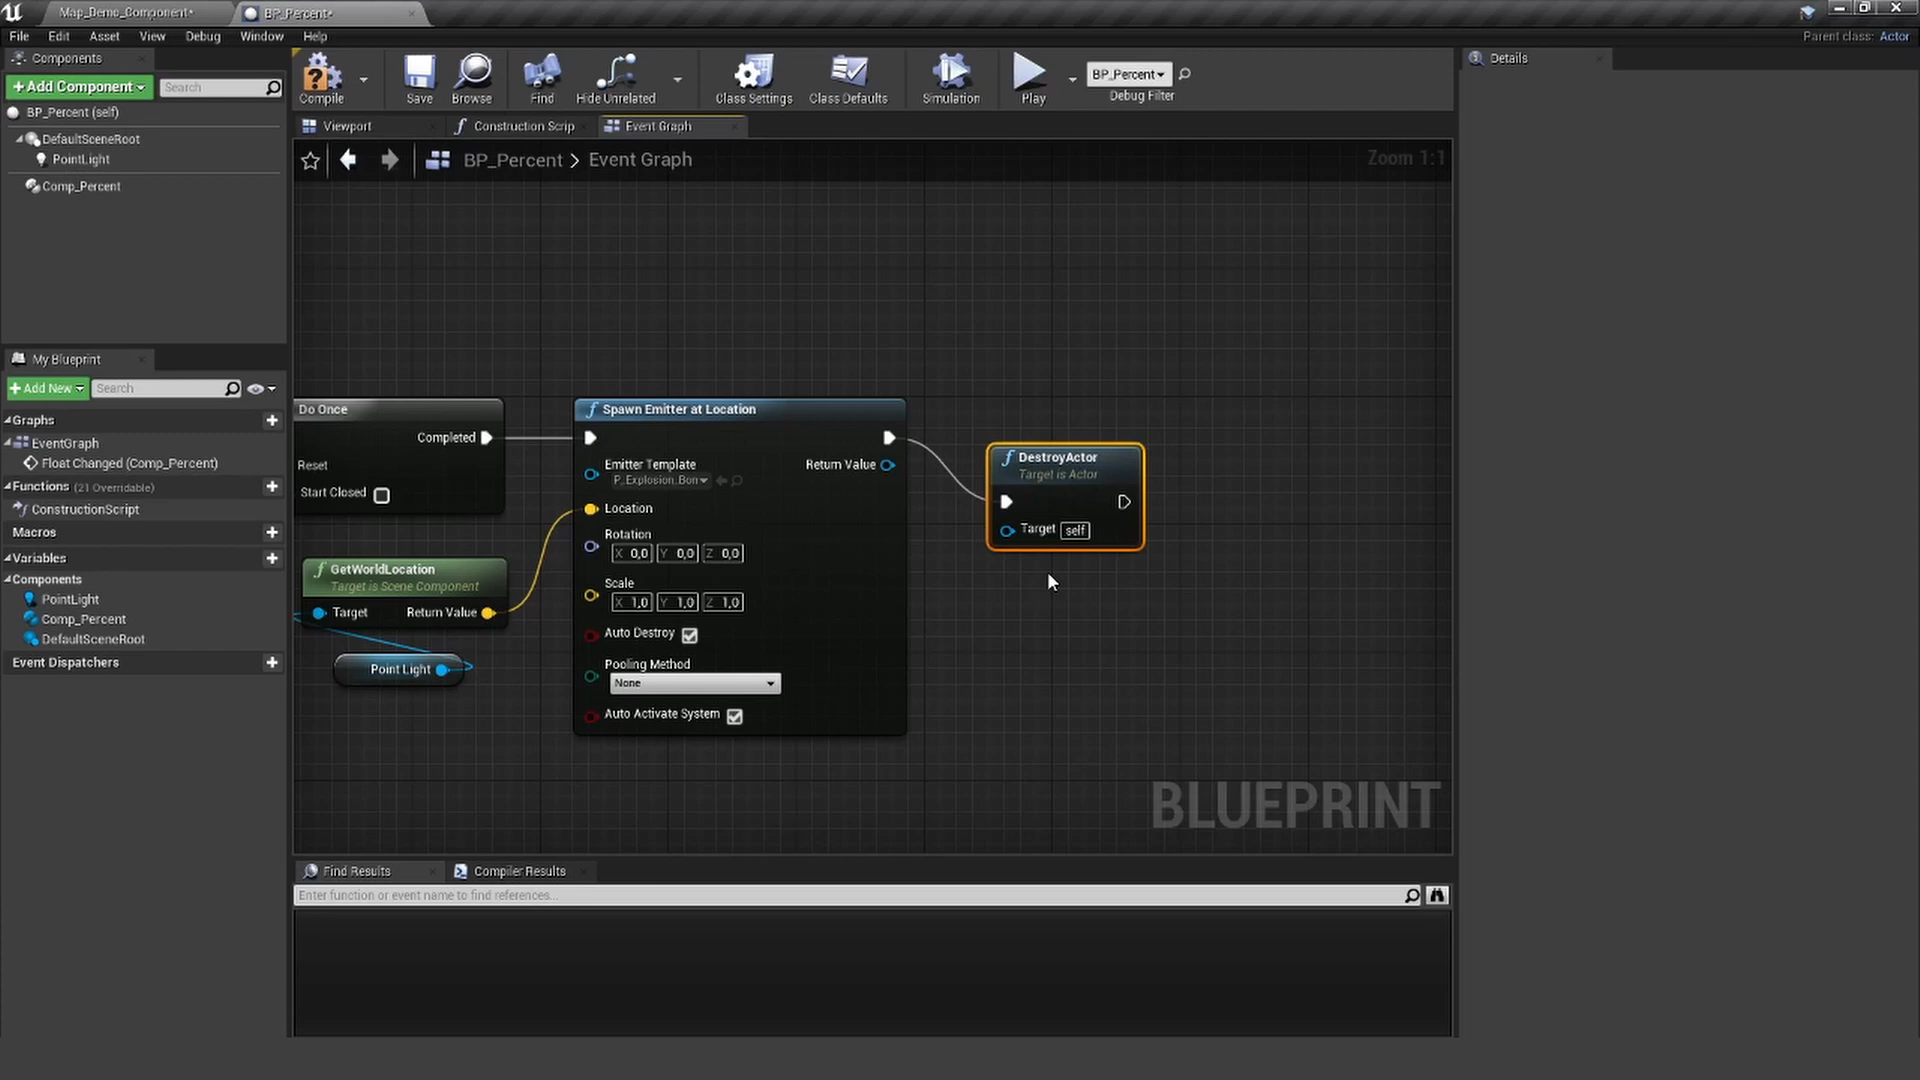 Map_Demo_Component*
BP_Percent*
File Edit Asset View Debug Window Help
Parent class: Actor
Components
+Add Component
Search
BP_Percent (self)
DefaultSceneRoot
PointLight
Comp_Percent
Compile
Save
Browse
Find
Hide Unrelated
Class Settings
Class Defaults
Simulation
Play
BP_Percent
Debug Filter
Details
Viewport
Construction Scrip
Event Graph
BP_Percent > Event Graph
Zoom 1:1
My Blueprint
+Add New
Search
Graphs
EventGraph
Float Changed (Comp_Percent)
Functions (21 Overridable)
ConstructionScript
Macros
Variables
Components
PointLight
Comp_Percent
DefaultSceneRoot
Event Dispatchers
Do Once
Completed
Reset
Start Closed
GetWorldLocation
Target is Scene Component
Target Return Value
Point Light
Spawn Emitter at Location
Emitter Template
P_Explosion_Bon
Return Value
Location
Rotation
X 0,0 Y 0,0 Z 0,0
Scale
X 1,0 Y 1,0 Z 1,0
Auto Destroy
Pooling Method
None
Auto Activate System
DestroyActor
Target is Actor
Target self
BLUEPRINT
Find Results
Compiler Results
Enter function or event name to find references...